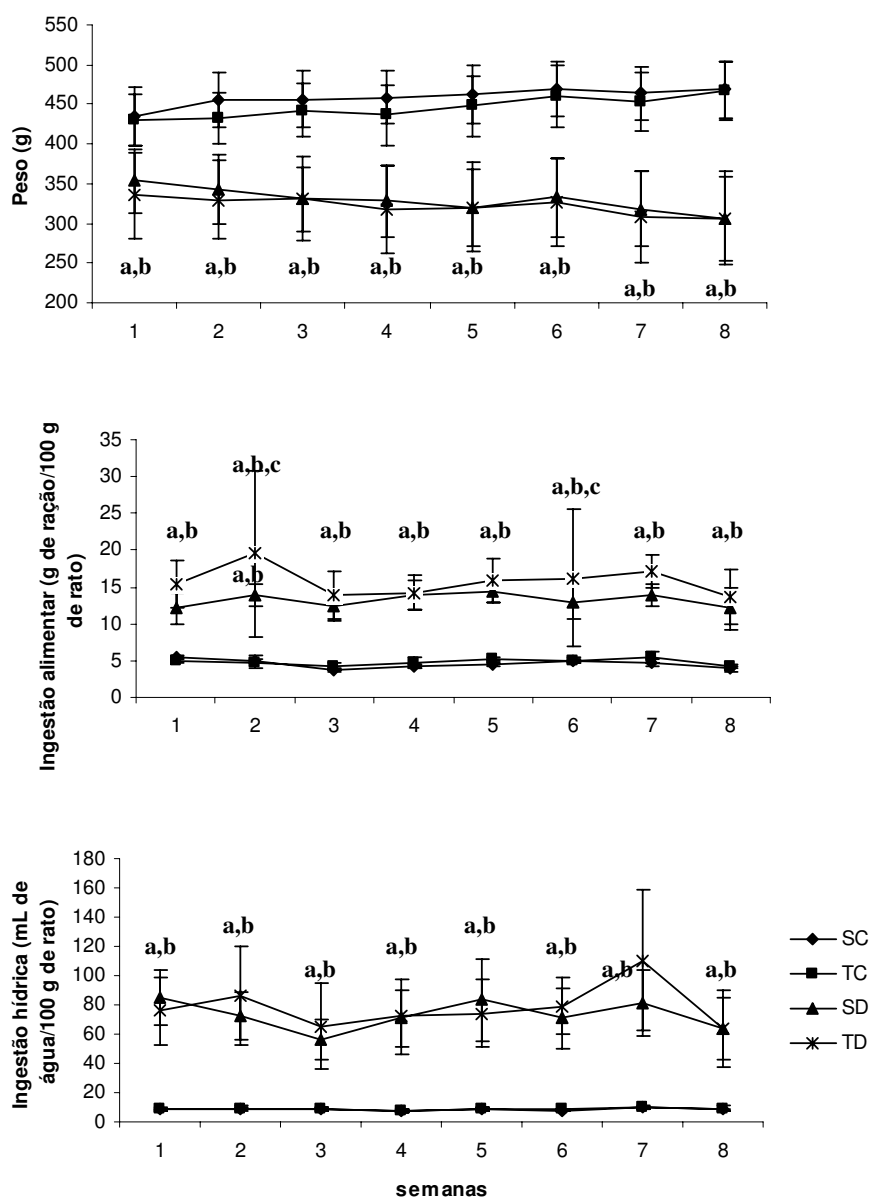 550
500
450
400
350
300
250
200
Peso (g)
a,b a,b a,b a,b a,b a,b a,b a,b
1 2 3 4 5 6 7 8
35
30
25
20
15
10
5
0
Ingestão alimentar (g de ração/100 g
de rato)
a,b a,b,c a,b a,b a,b a,b,c a,b a,b
a,b
1 2 3 4 5 6 7 8
180
160
140
120
100
80
60
40
20
0
Ingestão hídrica (mL de
água/100 g de rato)
a,b a,b a,b a,b a,b a,b a,b a,b
1 2 3 4 5 6 7 8
semanas
SC
TC
SD
TD